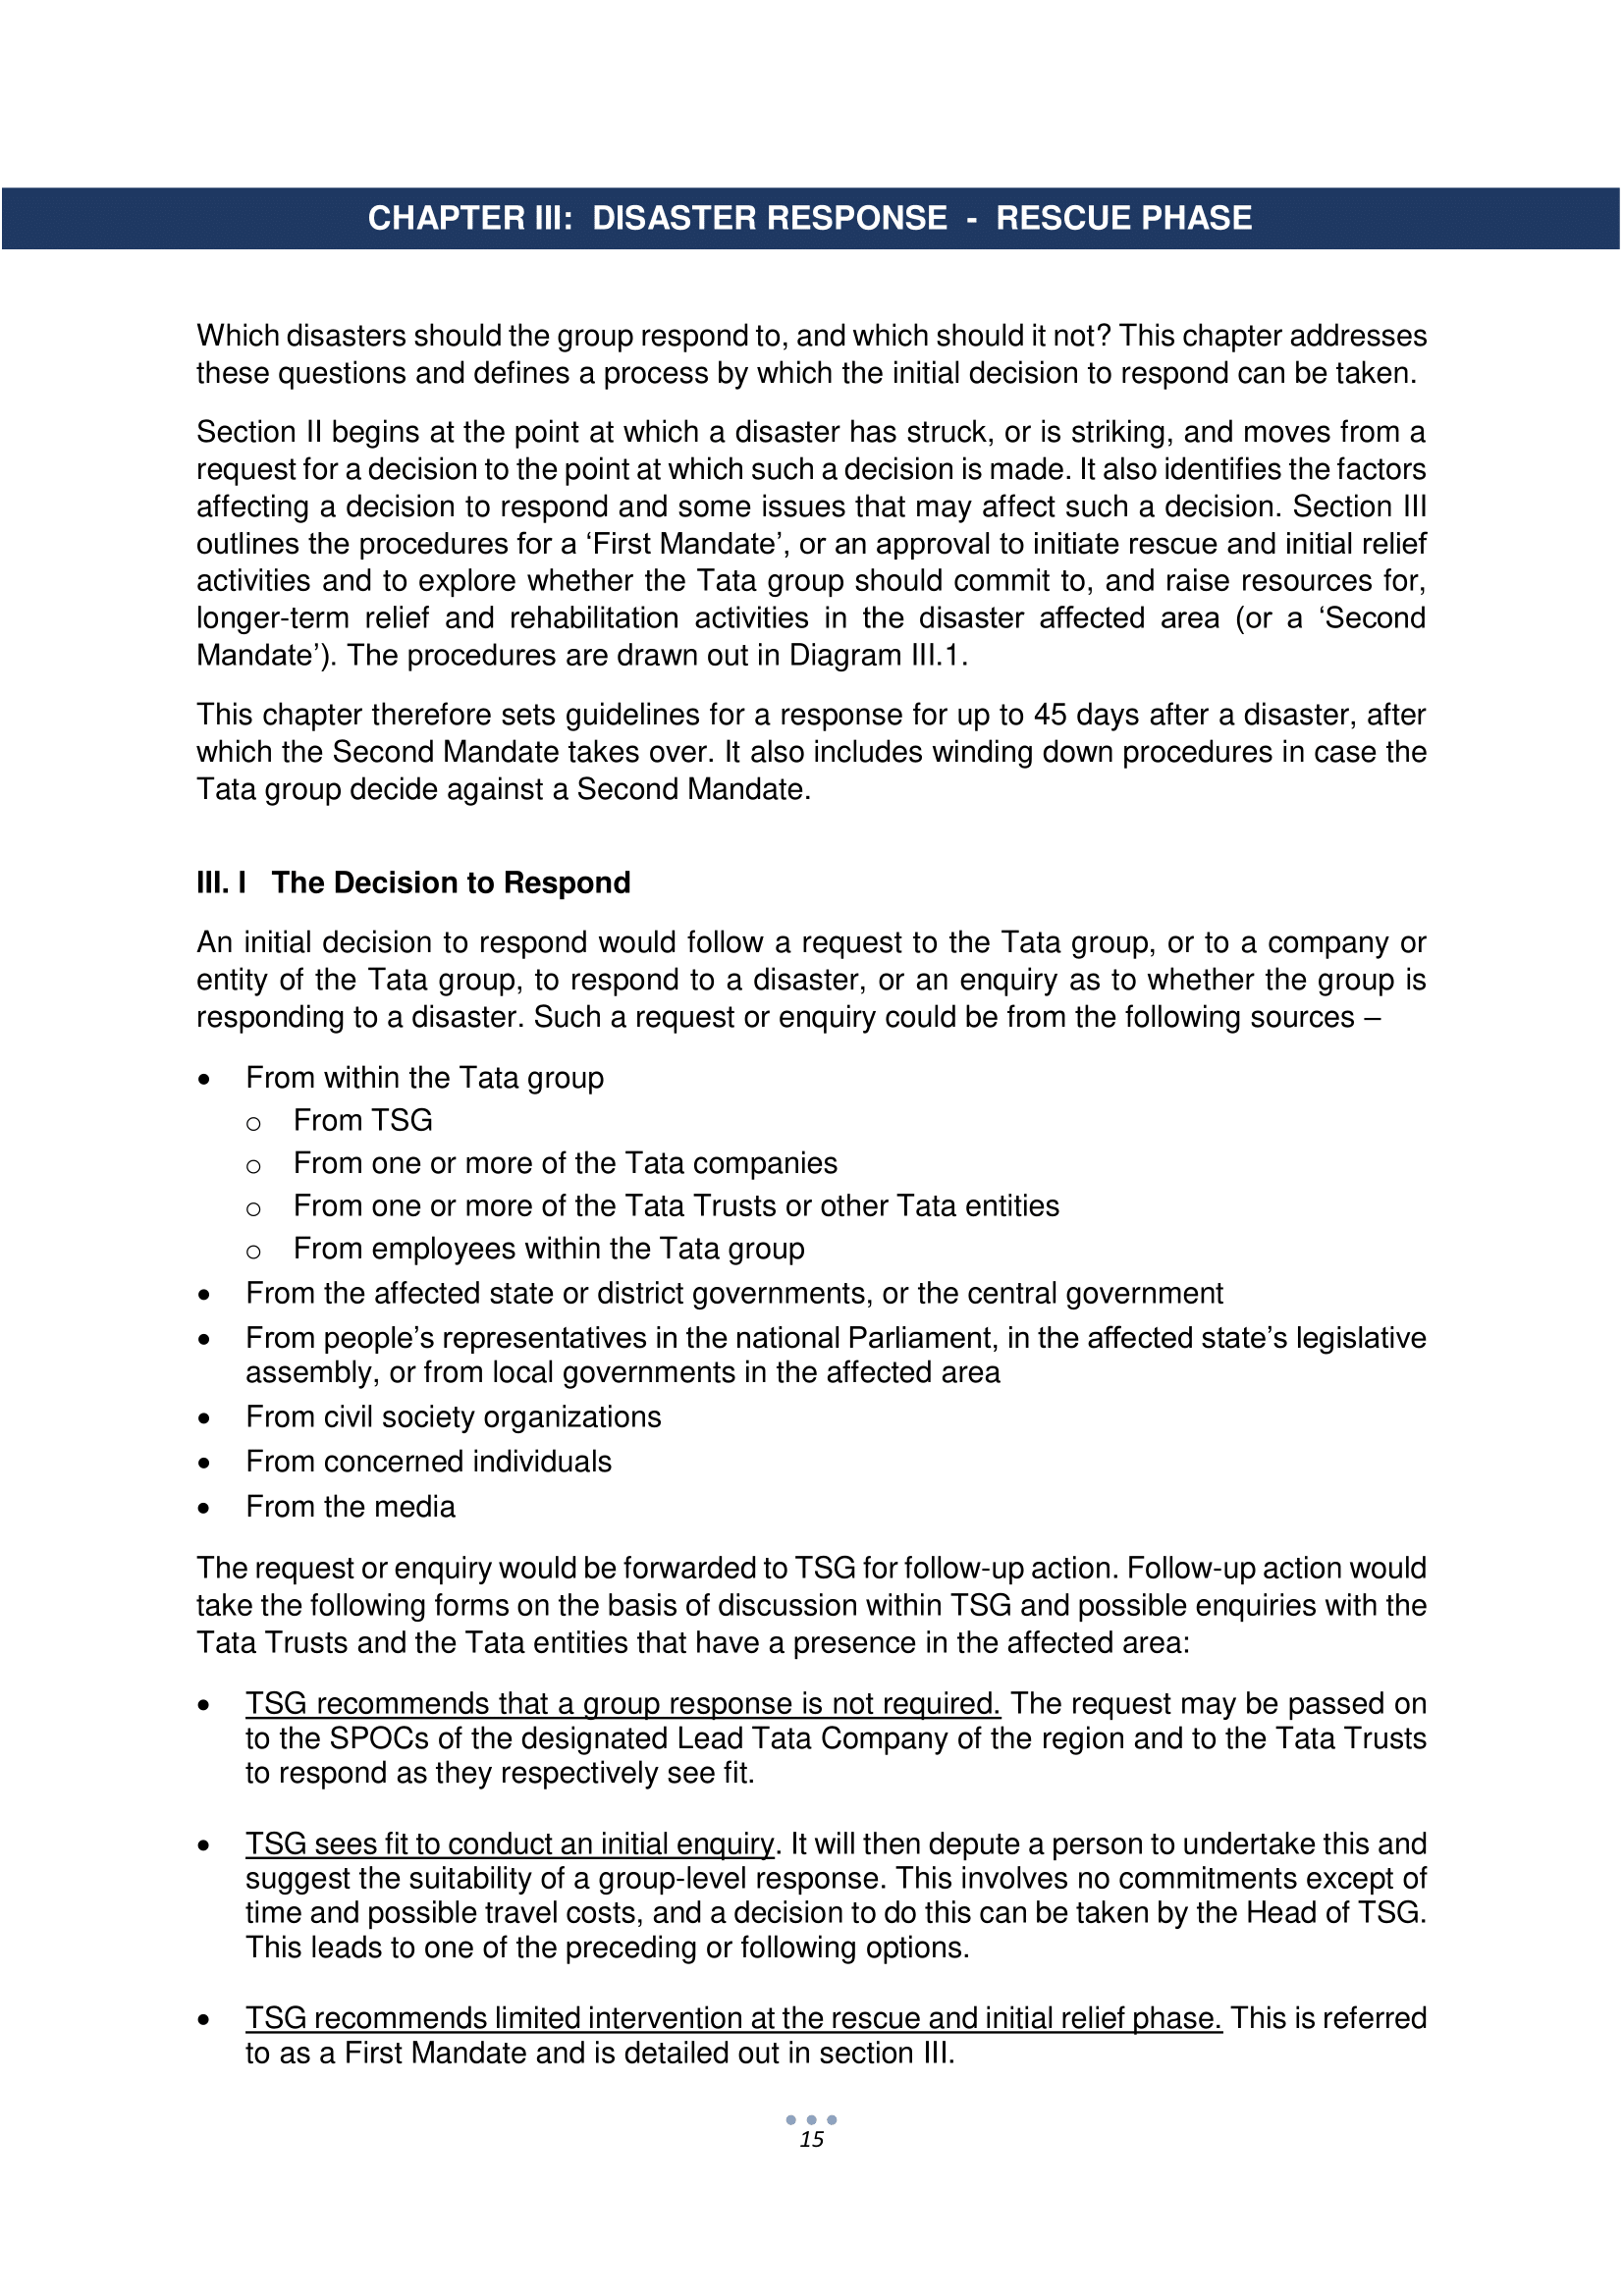 CHAPTER III:  DISASTER RESPONSE  -  RESCUE PHASE
Which disasters should the group respond to, and which should it not? This chapter addresses
these questions and defines a process by which the initial decision to respond can be taken.
Section II begins at the point at which a disaster has struck, or is striking, and moves from a
request for a decision to the point at which such a decision is made. It also identifies the factors
affecting a decision to respond and some issues that may affect such a decision. Section III
outlines the procedures for a ‘First Mandate’, or an approval to initiate rescue and initial relief
activities and to explore whether the Tata group should commit to, and raise resources for,
longer-term relief and rehabilitation activities in the disaster affected area (or a ‘Second
Mandate’). The procedures are drawn out in Diagram III.1.
This chapter therefore sets guidelines for a response for up to 45 days after a disaster, after
which the Second Mandate takes over. It also includes winding down procedures in case the
Tata group decide against a Second Mandate.
III. I   The Decision to Respond
An initial decision to respond would follow a request to the Tata group, or to a company or
entity of the Tata group, to respond to a disaster, or an enquiry as to whether the group is
responding to a disaster. Such a request or enquiry could be from the following sources –
• From within the Tata group
o From TSG
o From one or more of the Tata companies
o From one or more of the Tata Trusts or other Tata entities
o From employees within the Tata group
• From the affected state or district governments, or the central government
• From people’s representatives in the national Parliament, in the affected state’s legislative
assembly, or from local governments in the affected area
• From civil society organizations
• From concerned individuals
• From the media
The request or enquiry would be forwarded to TSG for follow-up action. Follow-up action would
take the following forms on the basis of discussion within TSG and possible enquiries with the
Tata Trusts and the Tata entities that have a presence in the affected area:
• TSG recommends that a group response is not required. The request may be passed on
to the SPOCs of the designated Lead Tata Company of the region and to the Tata Trusts
to respond as they respectively see fit.
• TSG sees fit to conduct an initial enquiry. It will then depute a person to undertake this and
suggest the suitability of a group-level response. This involves no commitments except of
time and possible travel costs, and a decision to do this can be taken by the Head of TSG.
This leads to one of the preceding or following options.
• TSG recommends limited intervention at the rescue and initial relief phase. This is referred
to as a First Mandate and is detailed out in section III.
15